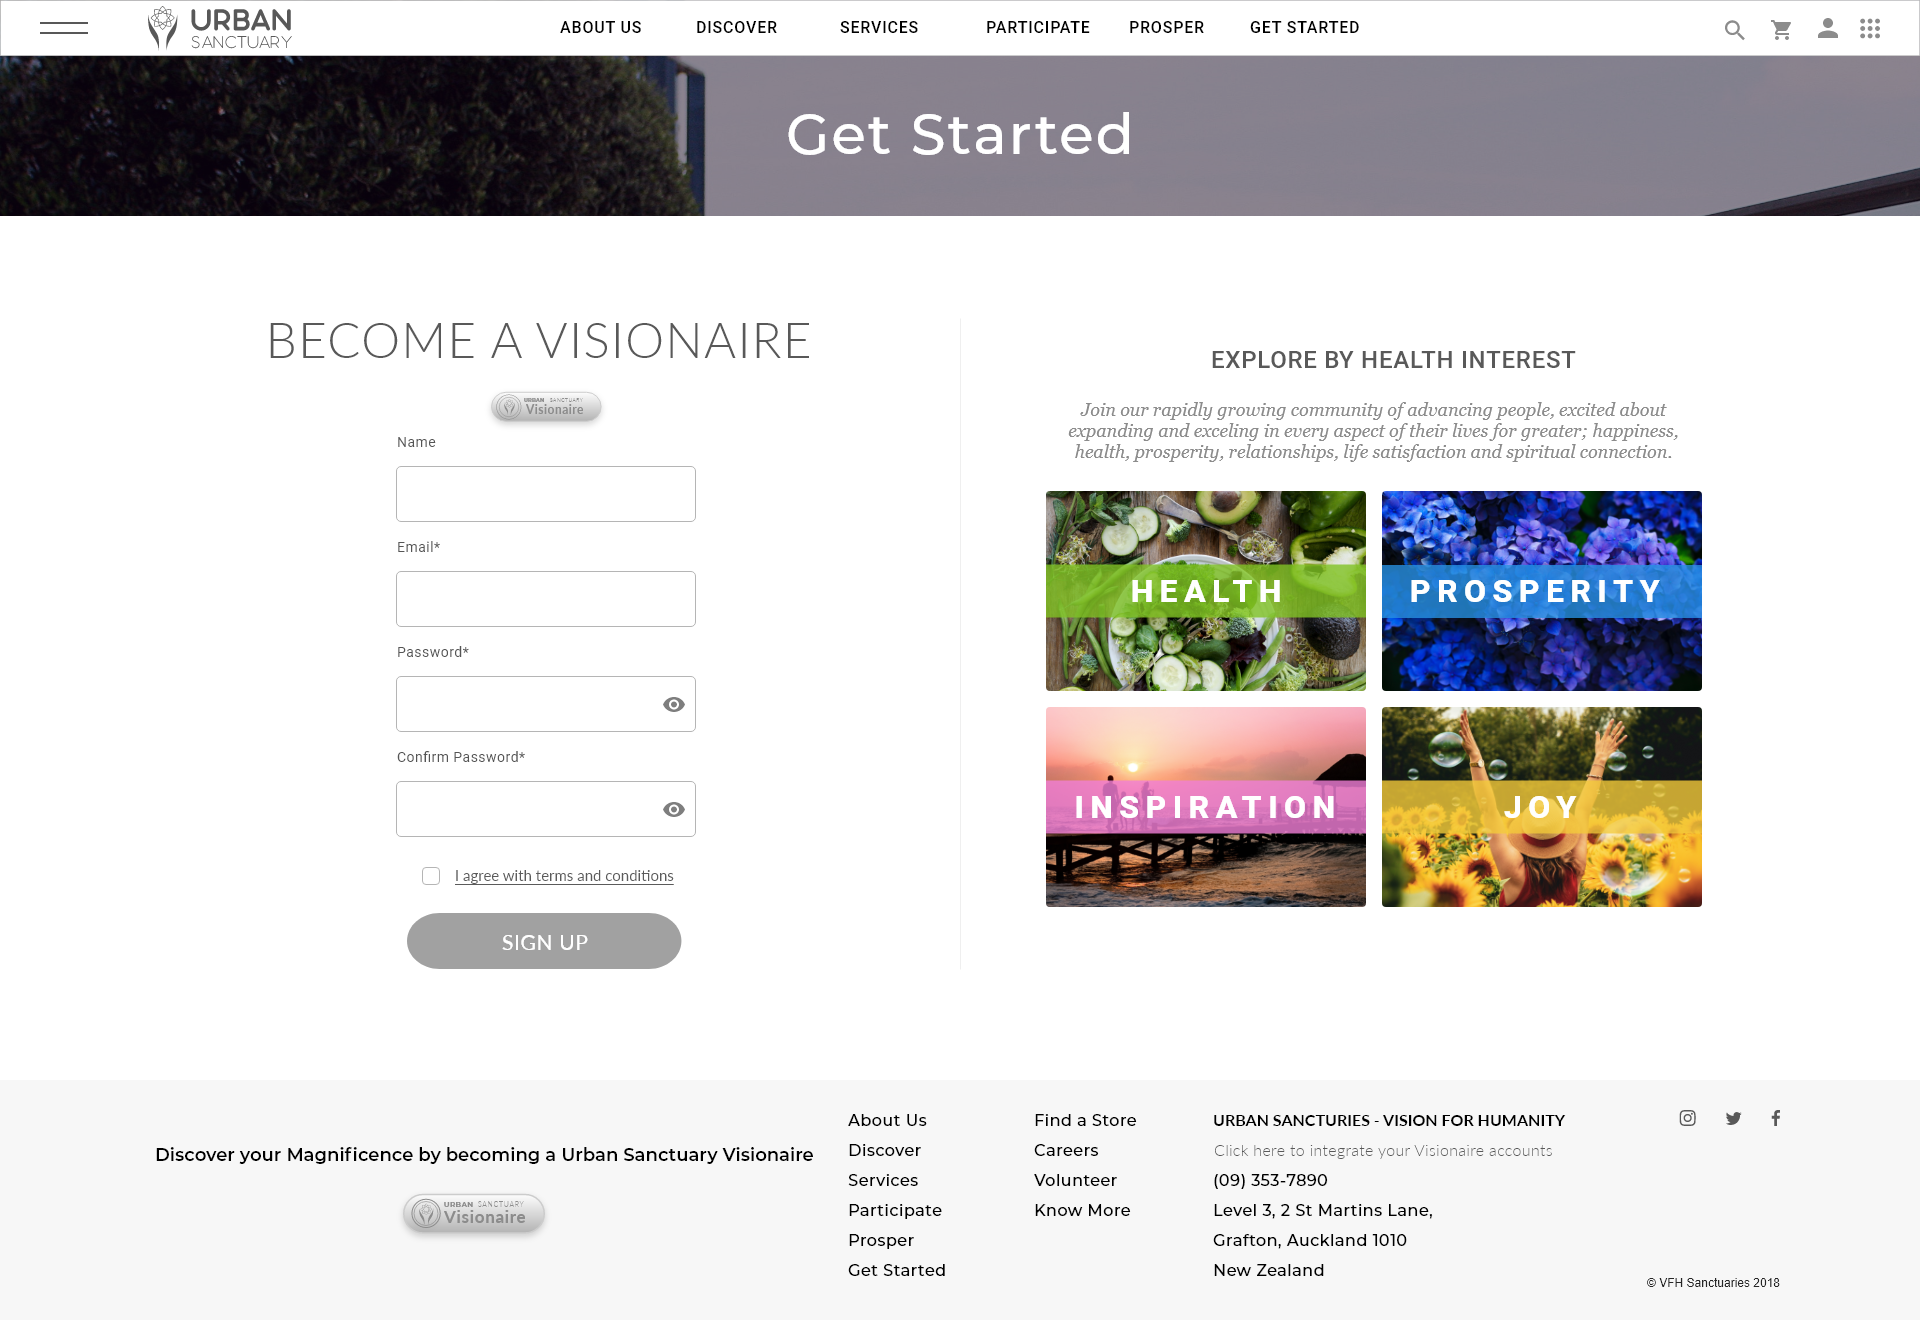 URBAN
SANCTUARY
ABOUT US
DISCOVER
SERVICES
PARTICIPATE
PROSPER
GET STARTED
Get Started
BECOME A VISIONAIRE
URBAN SANCTUARY
Visionaire
Name
Email*
Password*
Confirm Password*
I agree with terms and conditions
SIGN UP
EXPLORE BY HEALTH INTEREST
Join our rapidly growing community of advancing people, excited about
expanding and exceling in every aspect of their lives for greater; happiness,
health, prosperity, relationships, life satisfaction and spiritual connection.
HEALTH
PROSPERITY
INSPIRATION
JOY
Discover your Magnificence by becoming a Urban Sanctuary Visionaire
URBAN SANCTUARY
Visionaire
About Us
Discover
Services
Participate
Prosper
Get Started
Find a Store
Careers
Volunteer
Know More
URBAN SANCTURIES - VISION FOR HUMANITY
Click here to integrate your Visionaire accounts
(09) 353-7890
Level 3, 2 St Martins Lane,
Grafton, Auckland 1010
New Zealand
© VFH Sanctuaries 2018